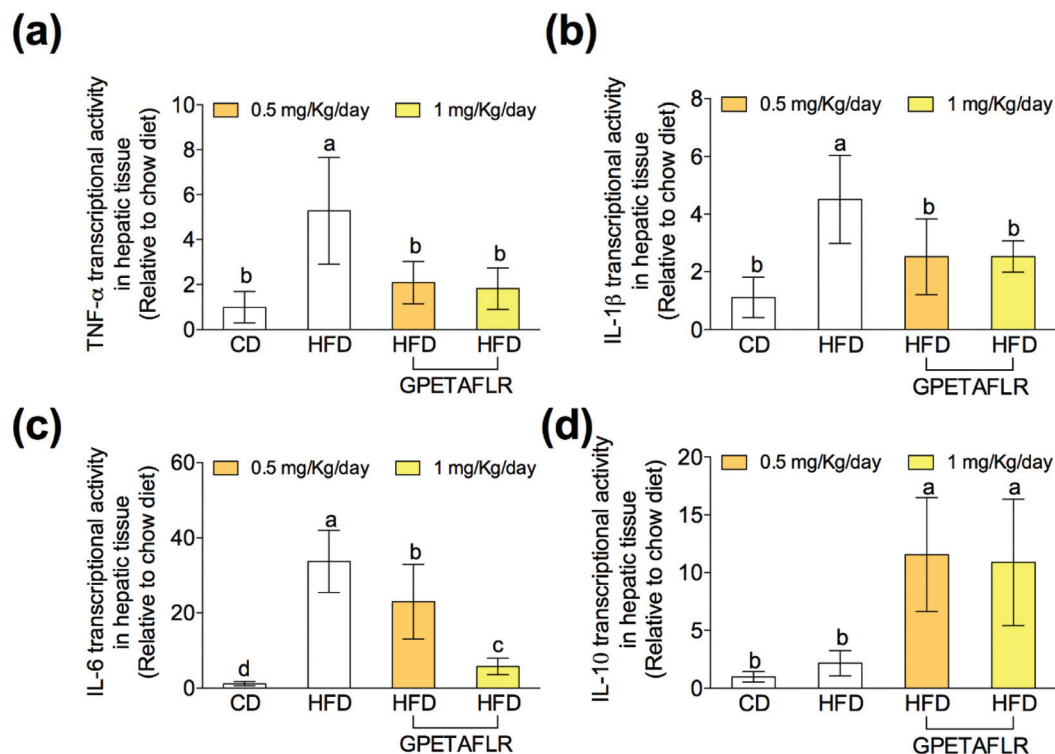 (a)
TNF-α transcriptional activity
in hepatic tissue
(Relative to chow diet)
0.5 mg/Kg/day 1 mg/Kg/day
10
8
6
4
2
0
b
a
b
b
CD HFD HFD HFD
GPETAFLR
(b)
IL-1β transcriptional activity
in hepatic tissue
(Relative to chow diet)
0.5 mg/Kg/day 1 mg/Kg/day
8
6
4
2
0
b
a
b
b
CD HFD HFD HFD
GPETAFLR
(c)
IL-6 transcriptional activity
in hepatic tissue
(Relative to chow diet)
0.5 mg/Kg/day 1 mg/Kg/day
60
40
20
0
d
a
b
c
CD HFD HFD HFD
GPETAFLR
(d)
IL-10 transcriptional activity
in hepatic tissue
(Relative to chow diet)
0.5 mg/Kg/day 1 mg/Kg/day
20
15
10
5
0
b
b
a
a
CD HFD HFD HFD
GPETAFLR